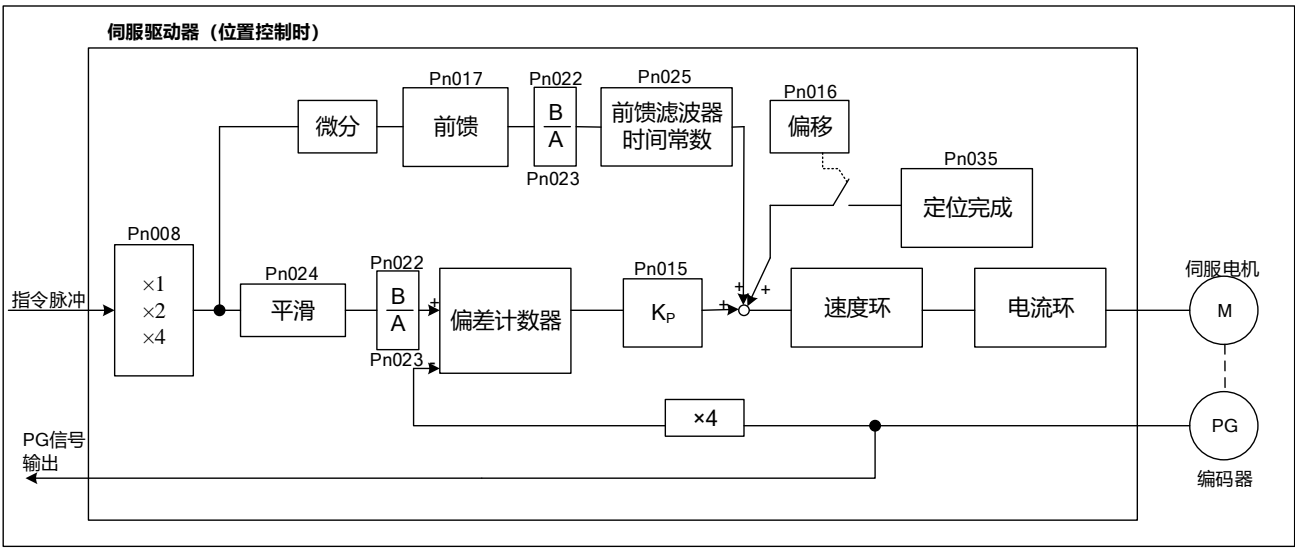 伺服驱动器（位置控制时）
Pn017
Pn022
Pn025
Pn016
微分
前馈
B
A
前馈滤波器
时间常数
偏移
Pn023
Pn035
定位完成
Pn008
×1
×2
×4
指令脉冲
Pn024
平滑
Pn022
B
A
Pn023
+
-
偏差计数器
Pn015
KP
+
+
+
速度环
电流环
伺服电机
M
×4
PG
编码器
PG信号
输出